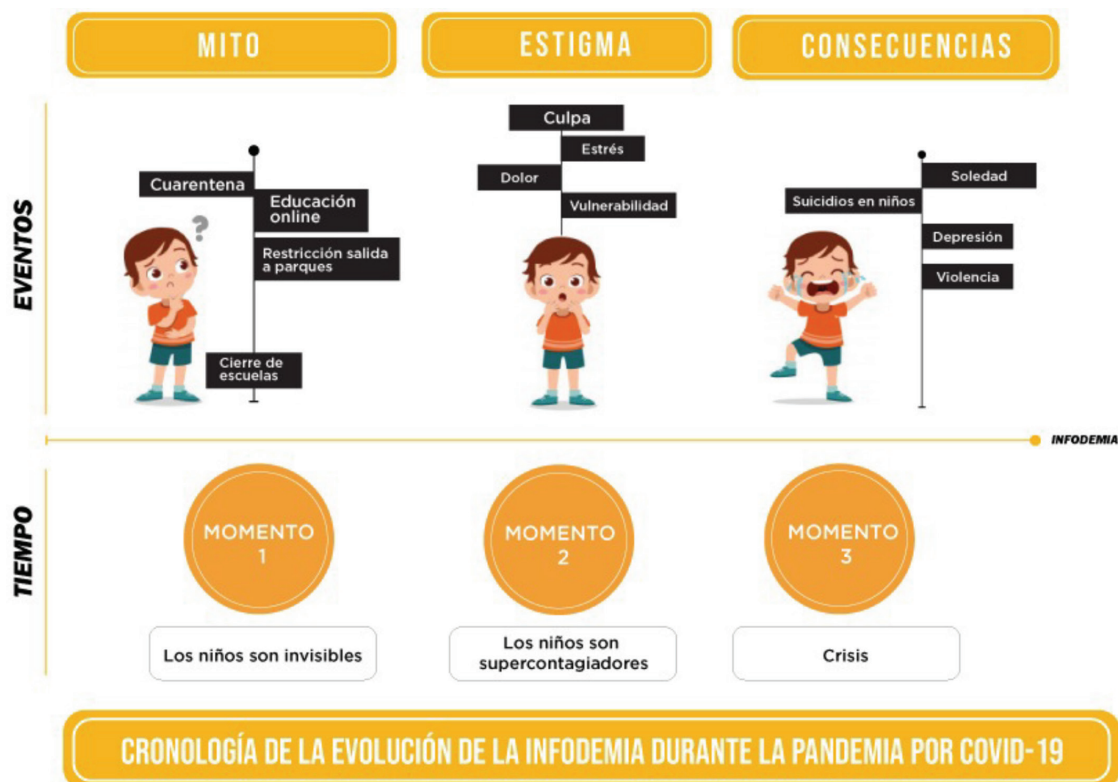 MITO
ESTIGMA
CONSECUENCIAS
EVENTOS
Cuarentena
Educación
online
Restricción salida
a parques
Cierre de
escuelas
?
Culpa
Estrés
Dolor
Vulnerabilidad
Soledad
Suicidios en niños
Depresión
Violencia
INFODEMIA
TIEMPO
MOMENTO
1
MOMENTO
2
MOMENTO
3
Los niños son invisibles
Los niños son
supercontagiadores
Crisis
CRONOLOGÍA DE LA EVOLUCIÓN DE LA INFODEMIA DURANTE LA PANDEMIA POR COVID-19